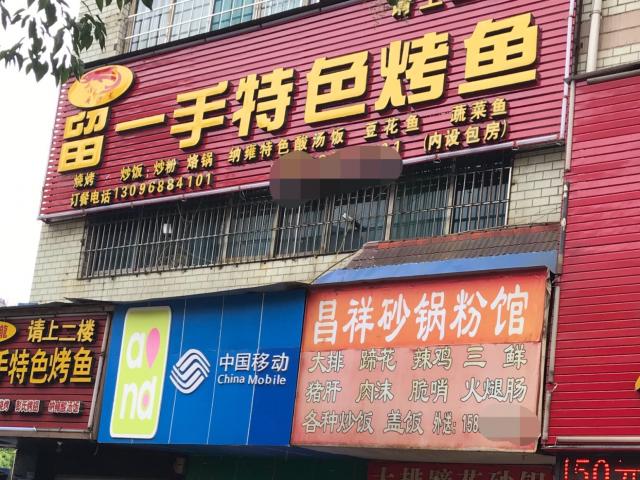 请上
留一手特色烤鱼
烧烤 炒饭,炒粉 烙锅 纳雍特色酸汤饭 豆花鱼 蔬菜鱼
订餐电话13096884101 (内设包房)
请上二楼
一手特色烤鱼
and
中国移动
China Mobile
昌祥砂锅粉馆
大排 蹄花 辣鸡 三鲜
猪肝 肉沫 脆哨 火腿肠
各种炒饭 盖饭 外送:158
150元